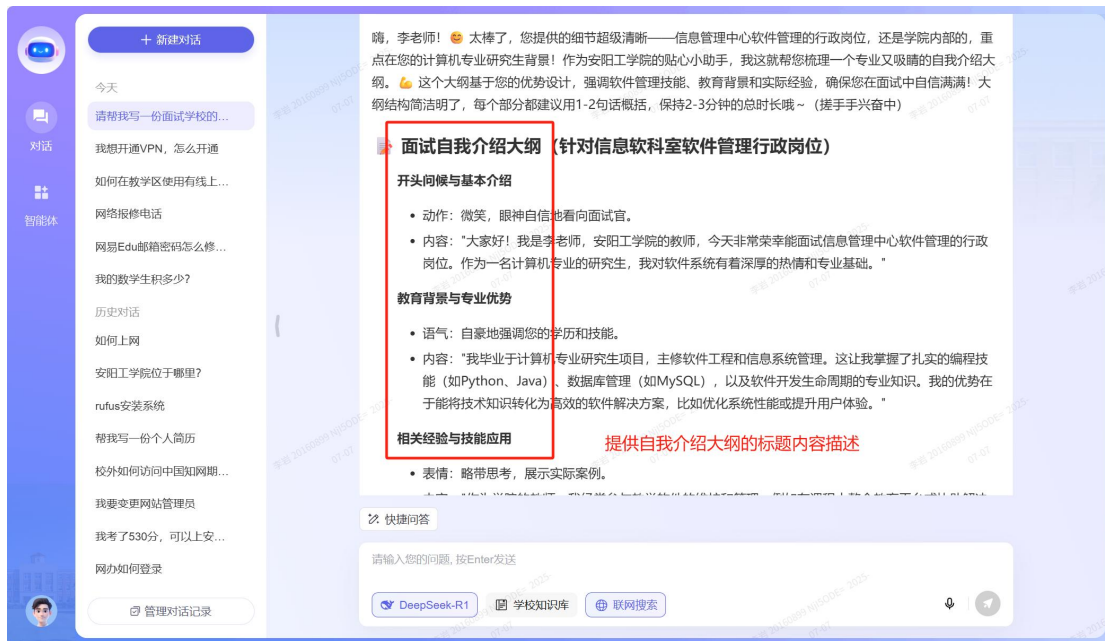 对话
智能体
+ 新建对话
今天
请帮我写一份面试学校的...
我想开通VPN，怎么开通
如何在教学区使用有线上...
网络报修电话
网易Edu邮箱密码怎么修...
我的数学生积多少?
历史对话
如何上网
安阳工学院位于哪里?
rufus安装系统
帮我写一份个人简历
校外如何访问中国知网期...
我要变更网站管理员
我考了530分，可以上安...
网办如何登录
管理对话记录
嗨，李老师！ 😊 太棒了，您提供的细节超级清晰——信息管理中心软件管理的行政岗位，还是学院内部的，重
点在您的计算机专业研究生背景！作为安阳工学院的贴心小助手，我这就帮您梳理一个专业又吸睛的自我介绍大
纲。💪 这个大纲基于您的优势设计，强调软件管理技能、教育背景和实际经验，确保您在面试中自信满满！大
纲结构简洁明了，每个部分都建议用1-2句话概括，保持2-3分钟的总时长哦~（搓手手兴奋中）
📝 面试自我介绍大纲（针对信息软科室软件管理行政岗位）
开头问候与基本介绍
• 动作：微笑，眼神自信地看向面试官。
• 内容："大家好！我是李老师，安阳工学院的教师，今天非常荣幸能面试信息管理中心软件管理的行政
岗位。作为一名计算机专业的研究生，我对软件系统有着深厚的热情和专业基础。"
教育背景与专业优势
• 语气：自豪地强调您的学历和技能。
• 内容："我毕业于计算机专业研究生项目，主修软件工程和信息系统管理。这让我掌握了扎实的编程技
能（如Python、Java）、数据库管理（如MySQL），以及软件开发生命周期的专业知识。我的优势在
于能将技术知识转化为高效的软件解决方案，比如优化系统性能或提升用户体验。"
相关经验与技能应用
提供自我介绍大纲的标题内容描述
• 表情：略带思考，展示实际案例。
快捷问答
请输入您的问题, 按Enter发送
DeepSeek-R1
学校知识库
联网搜索